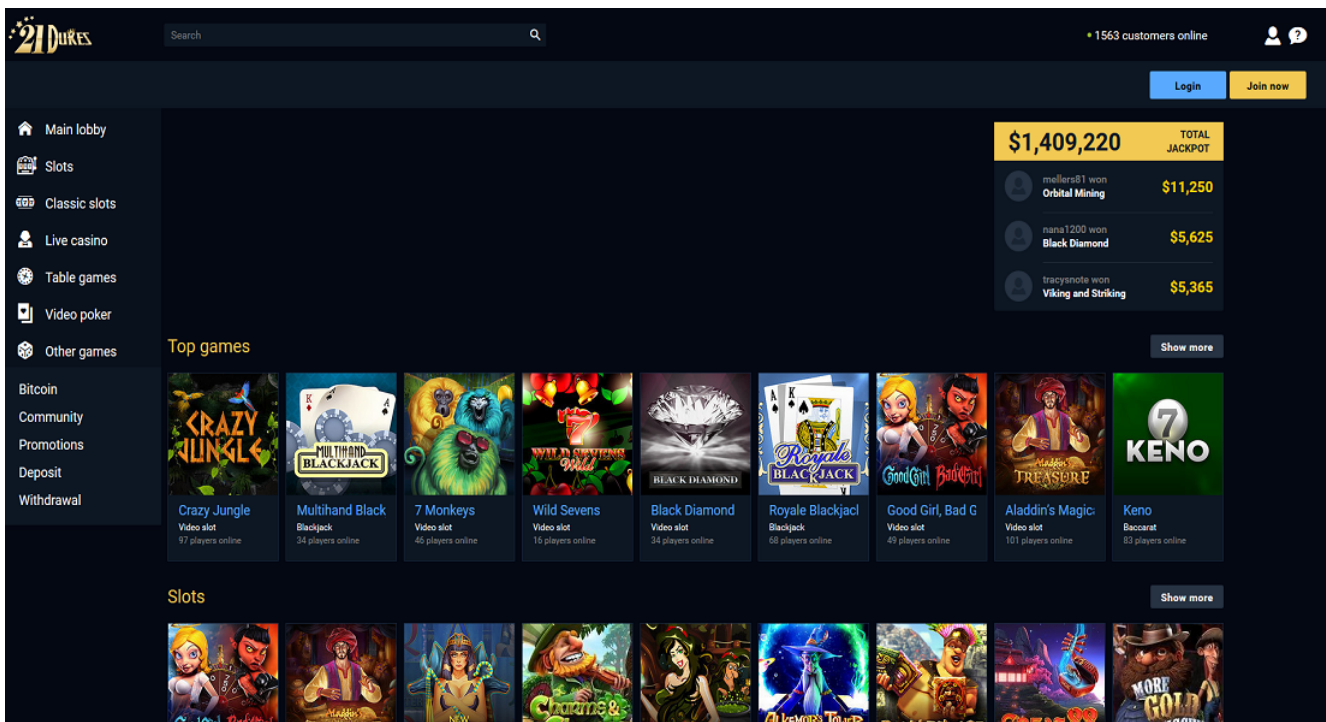 21 DUKES
Search
1563 customers online
?
Login
Join now
Main lobby
Slots
Classic slots
Live casino
Table games
Video poker
Other games
Bitcoin
Community
Promotions
Deposit
Withdrawal
$1,409,220
TOTAL
JACKPOT
mellers81 won
Orbital Mining
$11,250
nana1200 won
Black Diamond
$5,625
tracysnote won
Viking and Striking
$5,365
Top games
Show more
CRAZY
JUNGLE
K
A
MULTIHAND
BLACKJACK
7
WILD SEVENS
Wild
BLACK DIAMOND
A
K
Royale
BLACKJACK
K
Good Girl Bad Girl
Aladdin's
TREASURE
7
KENO
Crazy Jungle
Video slot
97 players online
Multihand Black
Blackjack
34 players online
7 Monkeys
Video slot
46 players online
Wild Sevens
Video slot
16 players online
Black Diamond
Video slot
34 players online
Royale Blackjacl
Blackjack
68 players online
Good Girl, Bad G
Video slot
49 players online
Aladdin's Magic
Video slot
101 players online
Keno
Baccarat
83 players online
Slots
Show more
NEW
Charms &
ALKEMOR'S TOWER
MORE
GOLD